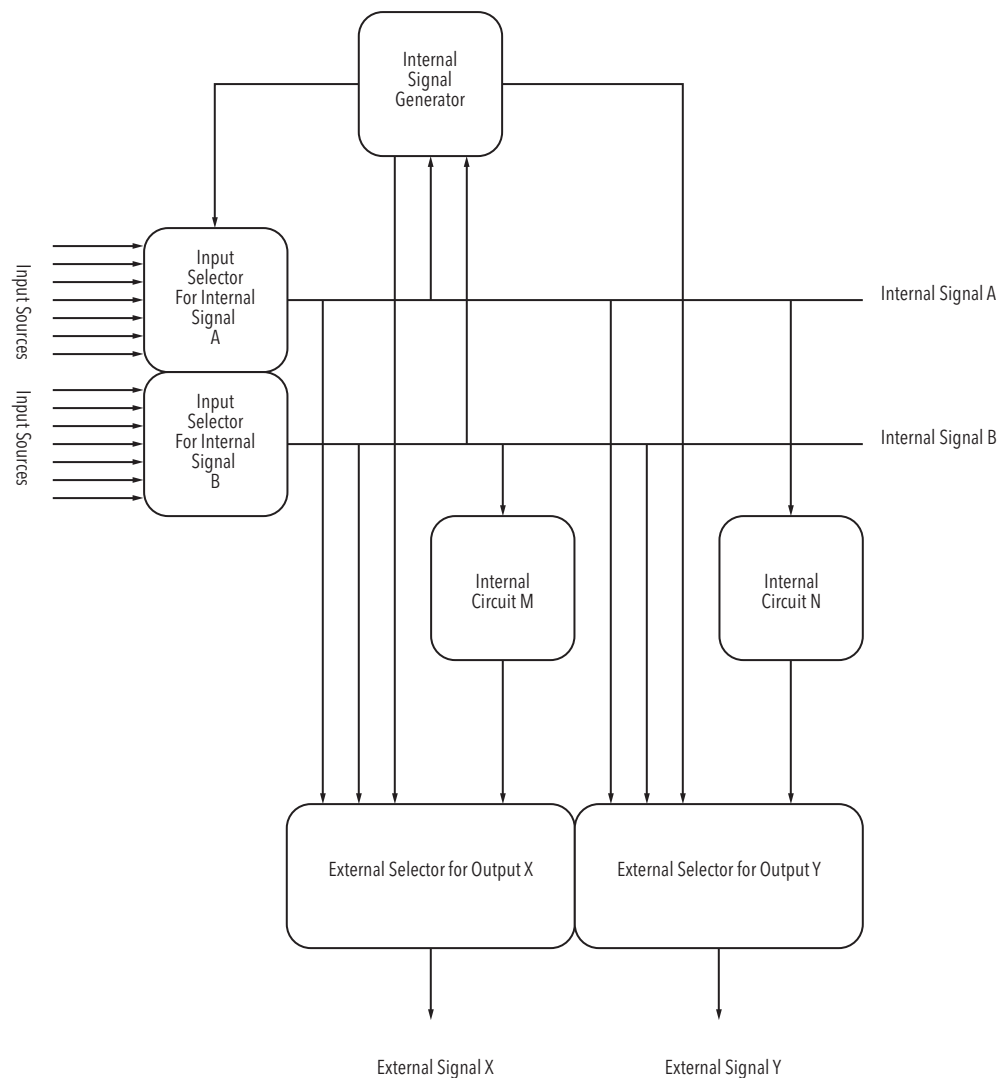 Internal
Signal
Generator
Input Sources
Input
Selector
For Internal
Signal
A
Internal Signal A
Input Sources
Input
Selector
For Internal
Signal
B
Internal Signal B
Internal
Circuit M
Internal
Circuit N
External Selector for Output X
External Selector for Output Y
External Signal X
External Signal Y